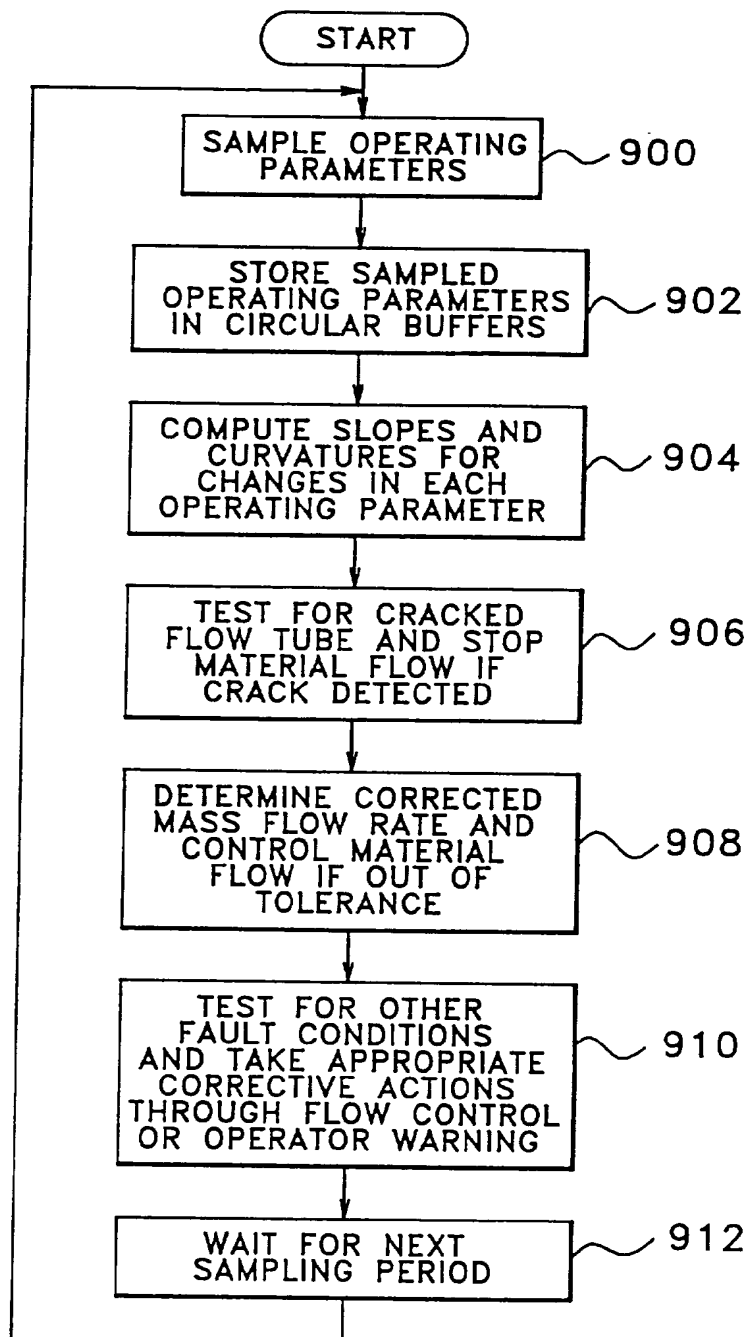 START
SAMPLE OPERATING
PARAMETERS
900
STORE SAMPLED
OPERATING PARAMETERS
IN CIRCULAR BUFFERS
902
COMPUTE SLOPES AND
CURVATURES FOR
CHANGES IN EACH
OPERATING PARAMETER
904
TEST FOR CRACKED
FLOW TUBE AND STOP
MATERIAL FLOW IF
CRACK DETECTED
906
DETERMINE CORRECTED
MASS FLOW RATE AND
CONTROL MATERIAL
FLOW IF OUT OF
TOLERANCE
908
TEST FOR OTHER
FAULT CONDITIONS
AND TAKE APPROPRIATE
CORRECTIVE ACTIONS
THROUGH FLOW CONTROL
OR OPERATOR WARNING
910
WAIT FOR NEXT
SAMPLING PERIOD
912